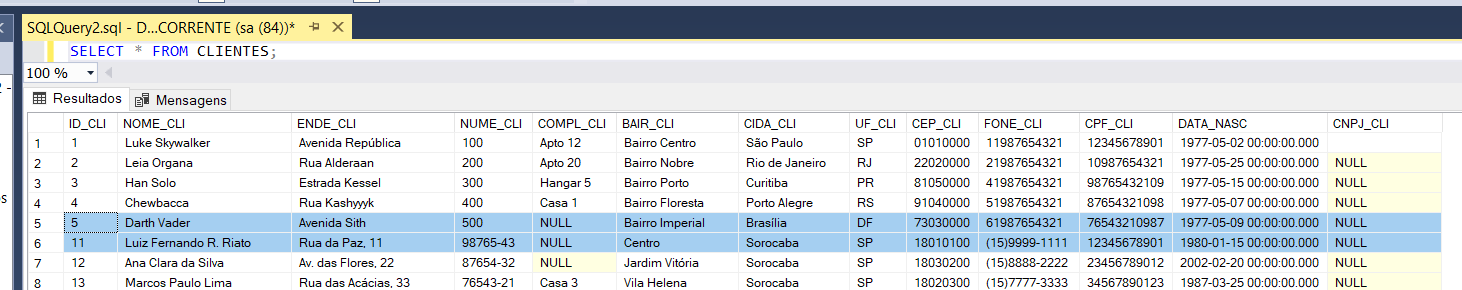 SQLQuery2.sql - D...CORRENTE (sa (84))*
SELECT * FROM CLIENTES;
100 %
Resultados Mensagens
ID_CLI NOME_CLI ENDE_CLI NUME_CLI COMPL_CLI BAIR_CLI CIDA_CLI UF_CLI CEP_CLI FONE_CLI CPF_CLI DATA_NASC CNPJ_CLI
1 1 Luke Skywalker Avenida República 100 Apto 12 Bairro Centro São Paulo SP 01010000 11987654321 12345678901 1977-05-02 00:00:00.000
2 2 Leia Organa Rua Alderaan 200 Apto 20 Bairro Nobre Rio de Janeiro RJ 22020000 21987654321 10987654321 1977-05-25 00:00:00.000 NULL
3 3 Han Solo Estrada Kessel 300 Hangar 5 Bairro Porto Curitiba PR 81050000 41987654321 98765432109 1977-05-15 00:00:00.000 NULL
4 4 Chewbacca Rua Kashyyyk 400 Casa 1 Bairro Floresta Porto Alegre RS 91040000 51987654321 87654321098 1977-05-07 00:00:00.000 NULL
5 5 Darth Vader Avenida Sith 500 NULL Bairro Imperial Brasília DF 73030000 61987654321 76543210987 1977-05-09 00:00:00.000 NULL
6 11 Luiz Fernando R. Riato Rua da Paz, 11 98765-43 NULL Centro Sorocaba SP 18010100 (15)9999-1111 12345678901 1980-01-15 00:00:00.000 NULL
7 12 Ana Clara da Silva Av. das Flores, 22 87654-32 NULL Jardim Vitória Sorocaba SP 18030200 (15)8888-2222 23456789012 2002-02-20 00:00:00.000 NULL
8 13 Marcos Paulo Lima Rua das Acácias, 33 76543-21 Casa 3 Vila Helena Sorocaba SP 18020300 (15)7777-3333 34567890123 1987-03-25 00:00:00.000 NULL